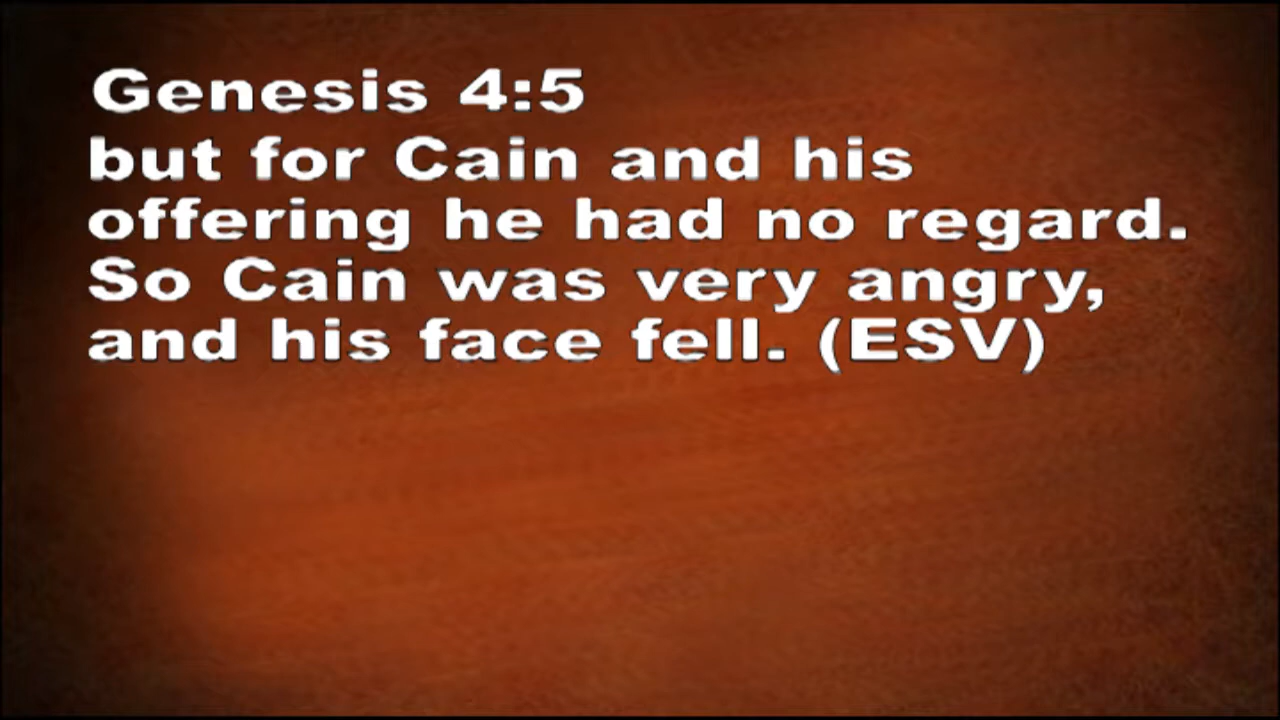 Genesis 4:5
but for Cain and his
offering he had no regard.
So Cain was very angry,
and his face fell. (ESV)